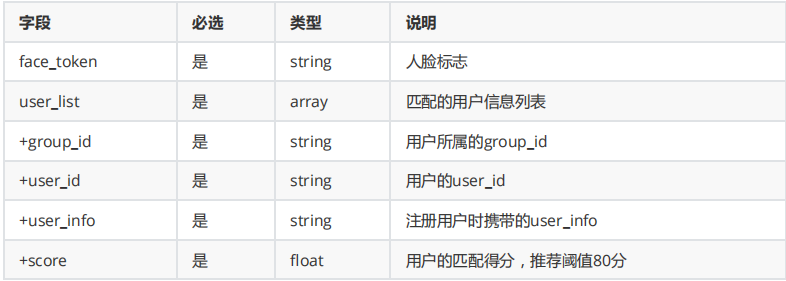 字段 必选 类型 说明
face_token 是 string 人脸标志
user_list 是 array 匹配的用户信息列表
+group_id 是 string 用户所属的group_id
+user_id 是 string 用户的user_id
+user_info 是 string 注册用户时携带的user_info
+score 是 float 用户的匹配得分，推荐阈值80分